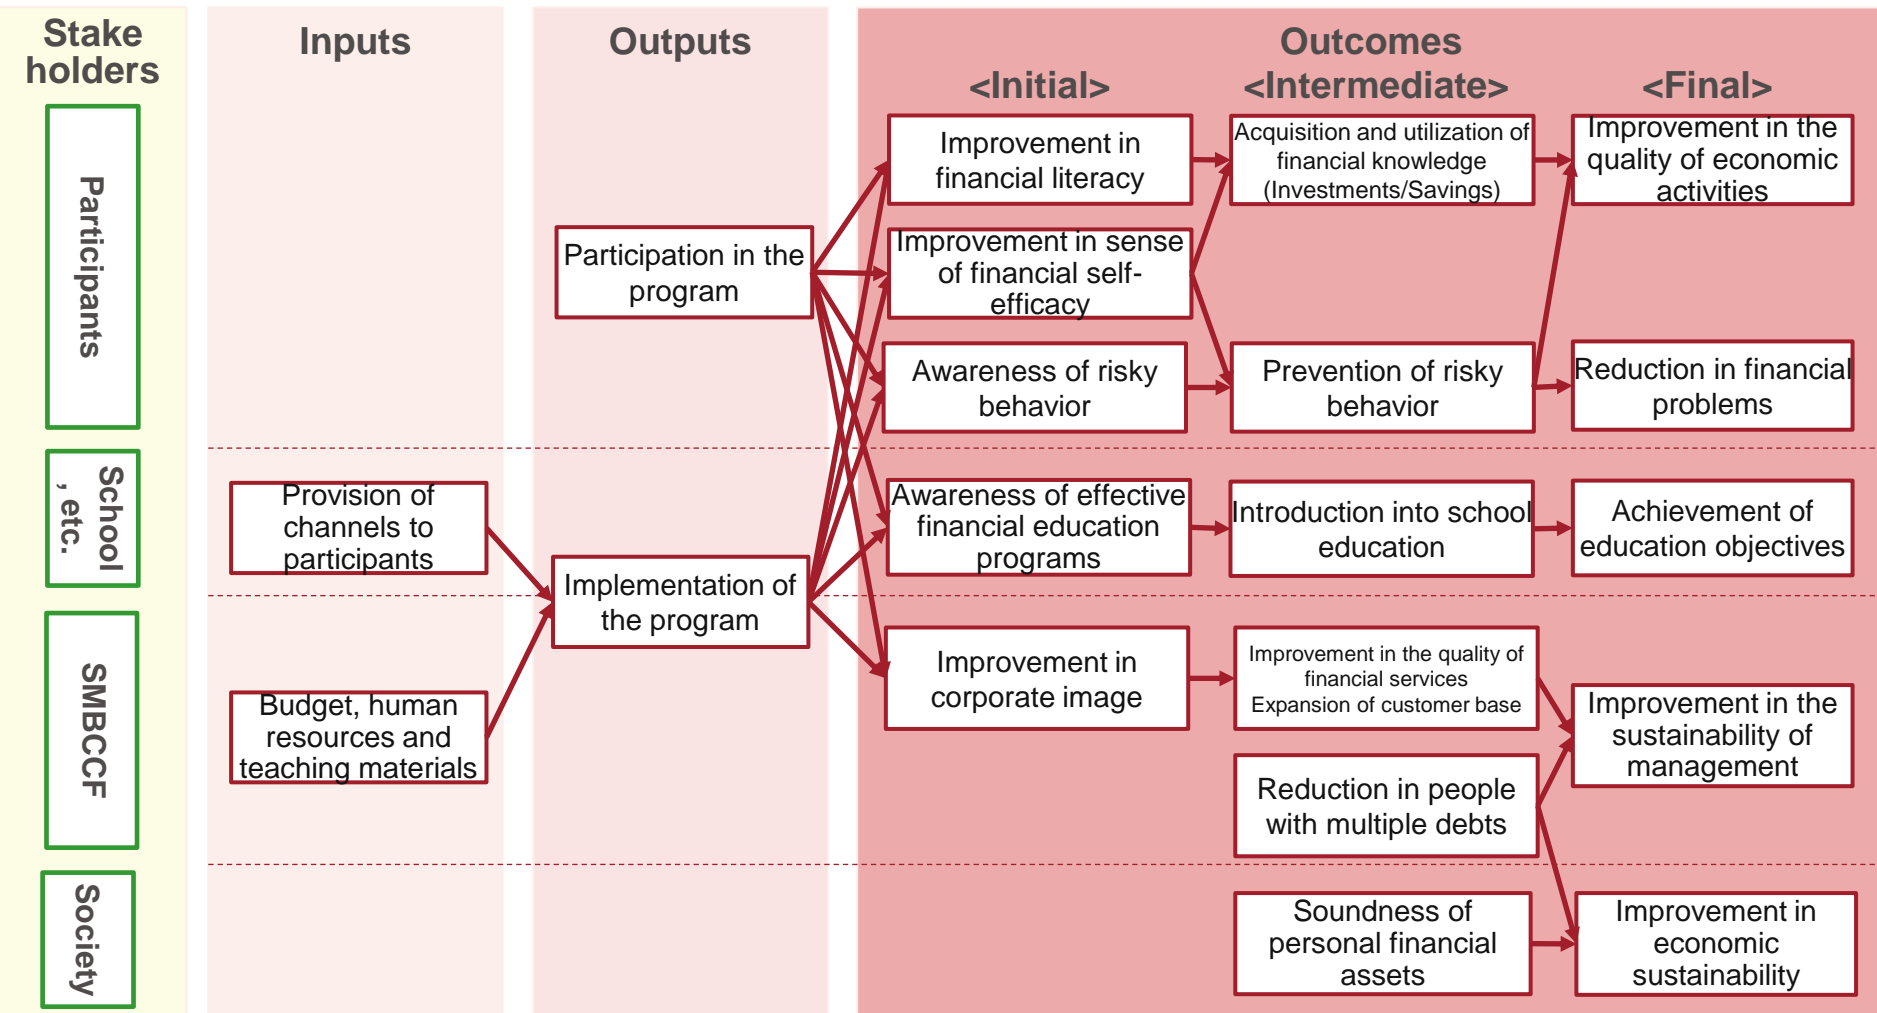 Stake
holders
Inputs
Outputs
Outcomes
<Initial>
<Intermediate>
<Final>
Participants
Improvement in
financial literacy
Acquisition and utilization of
financial knowledge
(Investments/Savings)
Improvement in the
quality of economic
activities
Participation in the
program
Improvement in sense
of financial self-
efficacy
Awareness of risky
behavior
Prevention of risky
behavior
Reduction in financial
problems
School
, etc.
Provision of
channels to
participants
Awareness of effective
financial education
programs
Introduction into school
education
Achievement of
education objectives
Implementation of
the program
SMBCCF
Budget, human
resources and
teaching materials
Improvement in
corporate image
Improvement in the quality of
financial services
Expansion of customer base
Improvement in the
sustainability of
management
Reduction in people
with multiple debts
Society
Soundness of
personal financial
assets
Improvement in
economic
sustainability